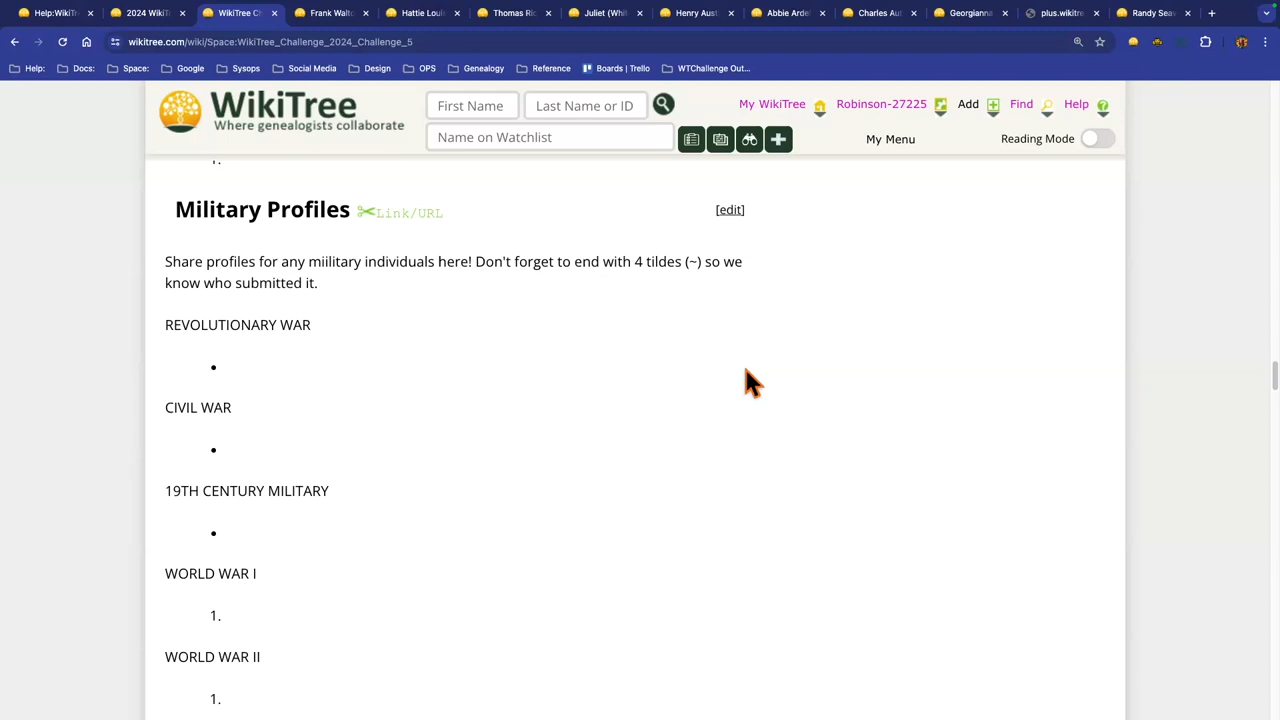 Help:WikiT
2024 WikiT
WikiTree C
Frank Walto
Hattie Loui
Thomas Ric
Juliet (Whi
Henry Aust
Abbie Arde
Charles Aus
Georgianna
plus.wikitre
Randy Seav
wikitree.com/wiki/Space:WikiTree_Challenge_2024_Challenge_5
Help: Docs: Space: Google Sysops Social Media Design OPS Genealogy Reference Boards | Trello WTChallenge Out...
WikiTree
Where genealogists collaborate
First Name Last Name or ID
My WikiTree Robinson-27225 Add Find Help
Name on Watchlist
My Menu Reading Mode
1.
Military Profiles Link/URL [edit]
Share profiles for any miilitary individuals here! Don't forget to end with 4 tildes (~) so we
know who submitted it.
REVOLUTIONARY WAR
•
CIVIL WAR
•
19TH CENTURY MILITARY
•
WORLD WAR I
1.
WORLD WAR II
1.